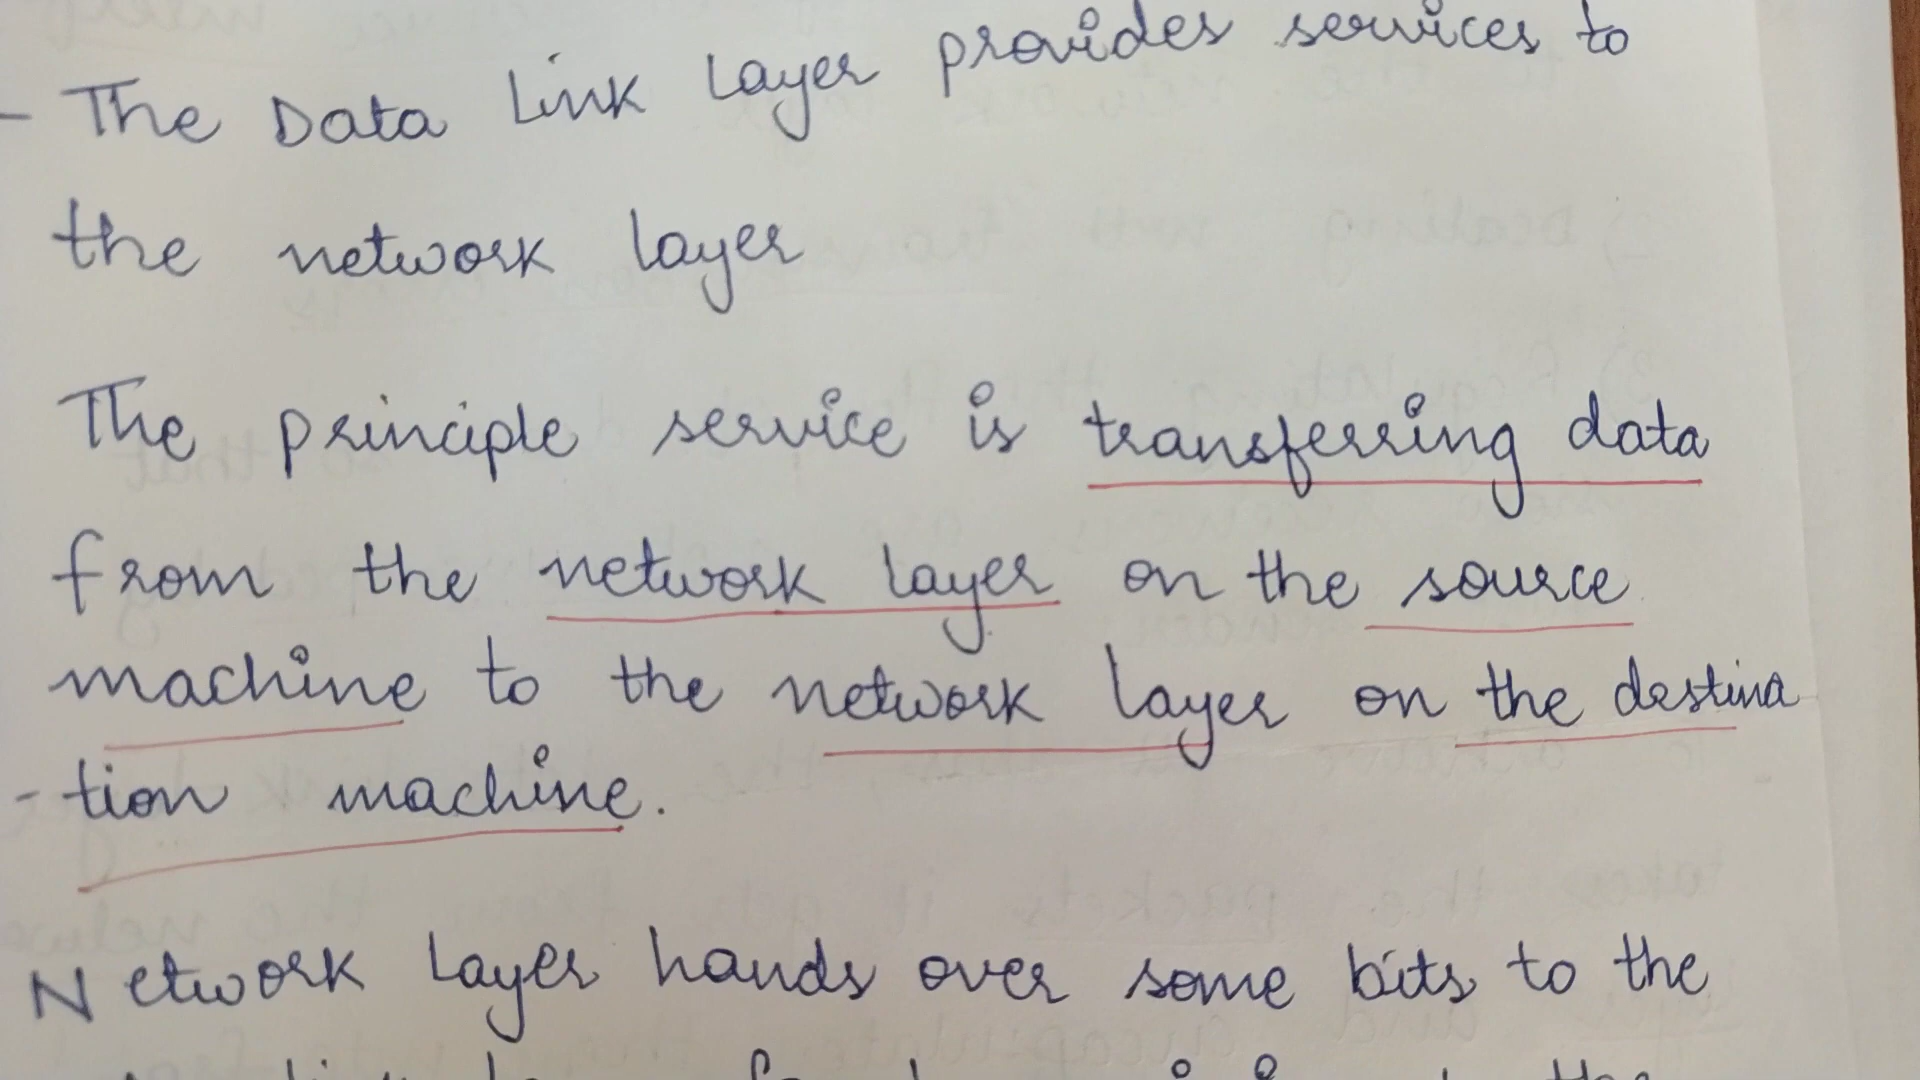 - The Data Link Layer provides services to
the network layer
The principle service is transferring data
from the network layer on the source
machine to the network layer on the destina
- tion machine.
Network Layer hands over some bits to the
the